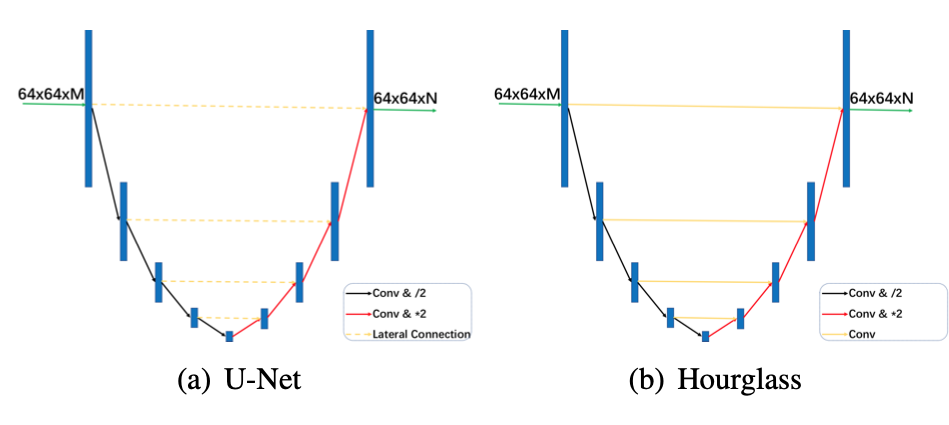 64x64xM
64x64xN
Conv & /2
Conv & *2
Lateral Connection
(a) U-Net
64x64xM
64x64xN
Conv & /2
Conv & *2
Conv
(b) Hourglass